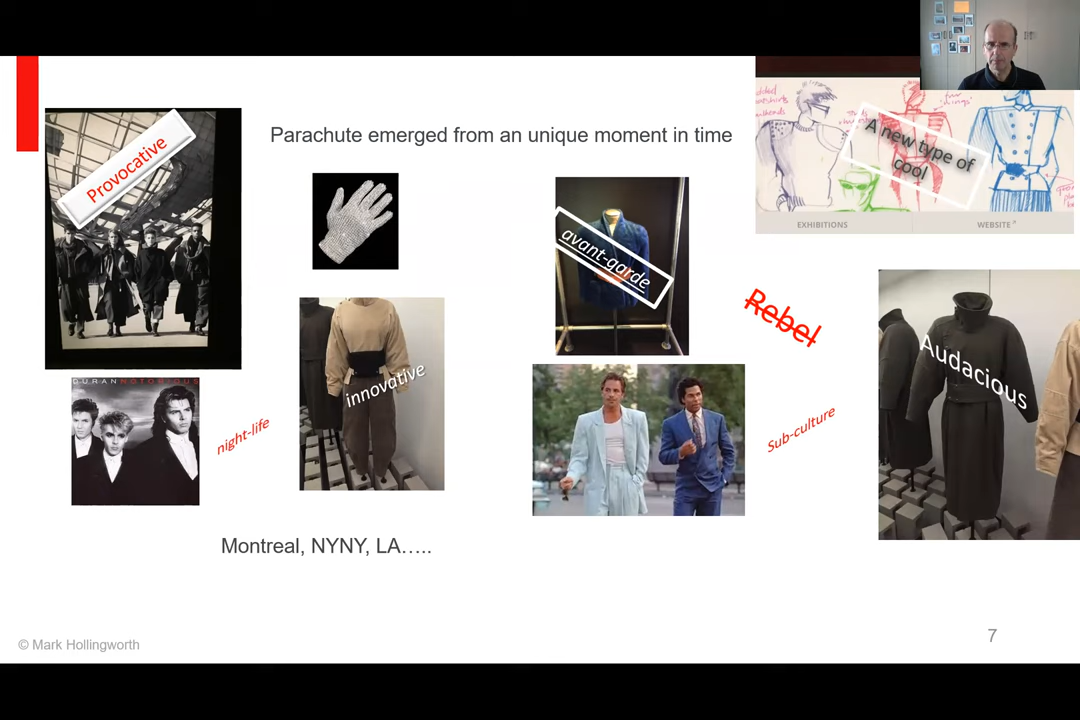 Parachute emerged from an unique moment in time
Provocative
A new type of
cool
EXHIBITIONS
WEBSITE
avant-garde
Rebel
innovative
Audacious
DURAN NOTORIOUS
night-life
Sub-culture
Montreal, NYNY, LA…..
© Mark Hollingworth
7